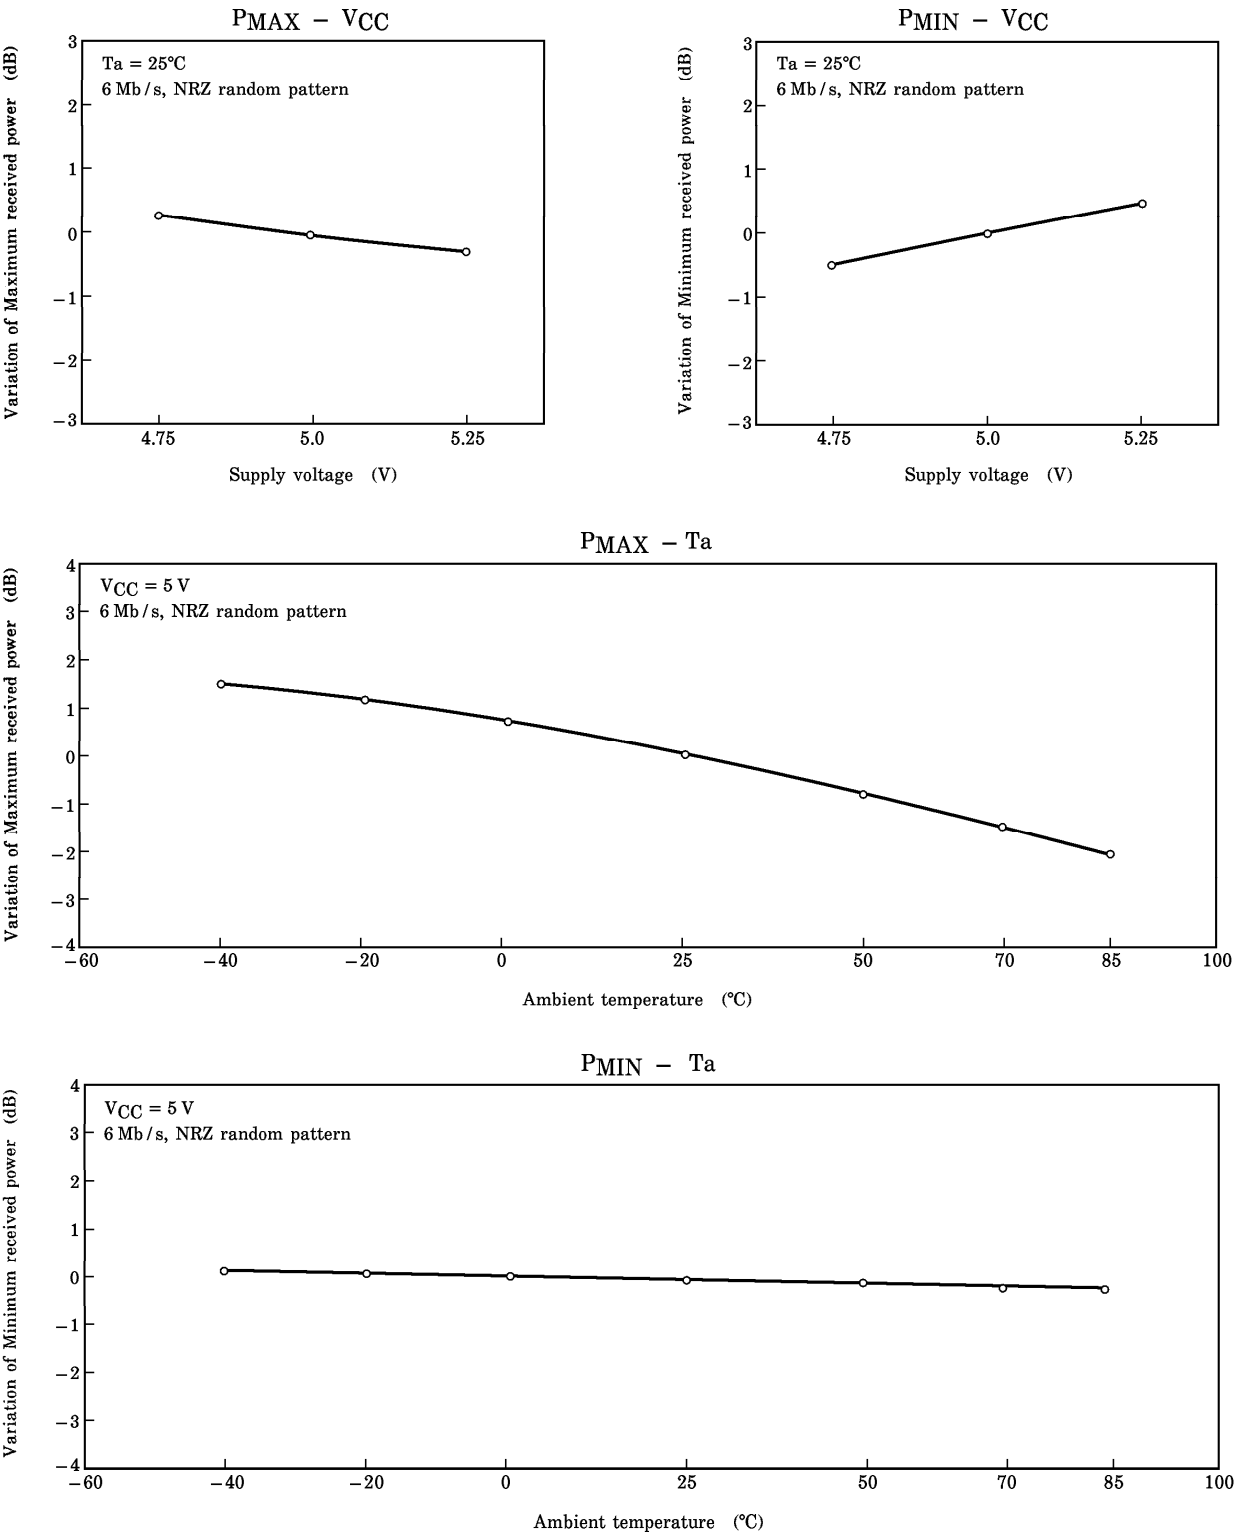 PMAX – VCC
Variation of Maximum received power (dB)
Ta = 25°C
6 Mb/s, NRZ random pattern
3
2
1
0
−1
−2
−3
4.75 5.0 5.25
Supply voltage (V)
PMIN – VCC
Variation of Minimum received power (dB)
Ta = 25°C
6 Mb/s, NRZ random pattern
3
2
1
0
−1
−2
−3
4.75 5.0 5.25
Supply voltage (V)
PMAX – Ta
Variation of Maximum received power (dB)
VCC = 5 V
6 Mb/s, NRZ random pattern
4
3
2
1
0
−1
−2
−3
−4
−60 −40 −20 0 25 50 70 85 100
Ambient temperature (°C)
PMIN – Ta
Variation of Minimum received power (dB)
VCC = 5 V
6 Mb/s, NRZ random pattern
4
3
2
1
0
−1
−2
−3
−4
−60 −40 −20 0 25 50 70 85 100
Ambient temperature (°C)